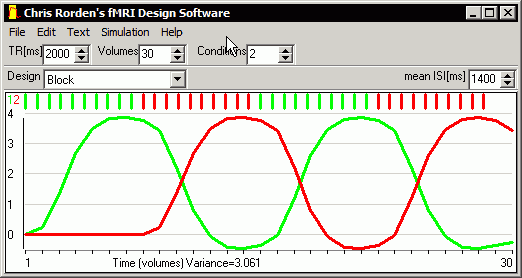 Chris Rorden's fMRI Design Software
File Edit Text Simulation Help
TR[ms] 2000 Volumes 30 Conditions 2
Design Block mean ISI[ms] 1400
12
4
3
2
1
0
1 Time (volumes) Variance=3.061 30